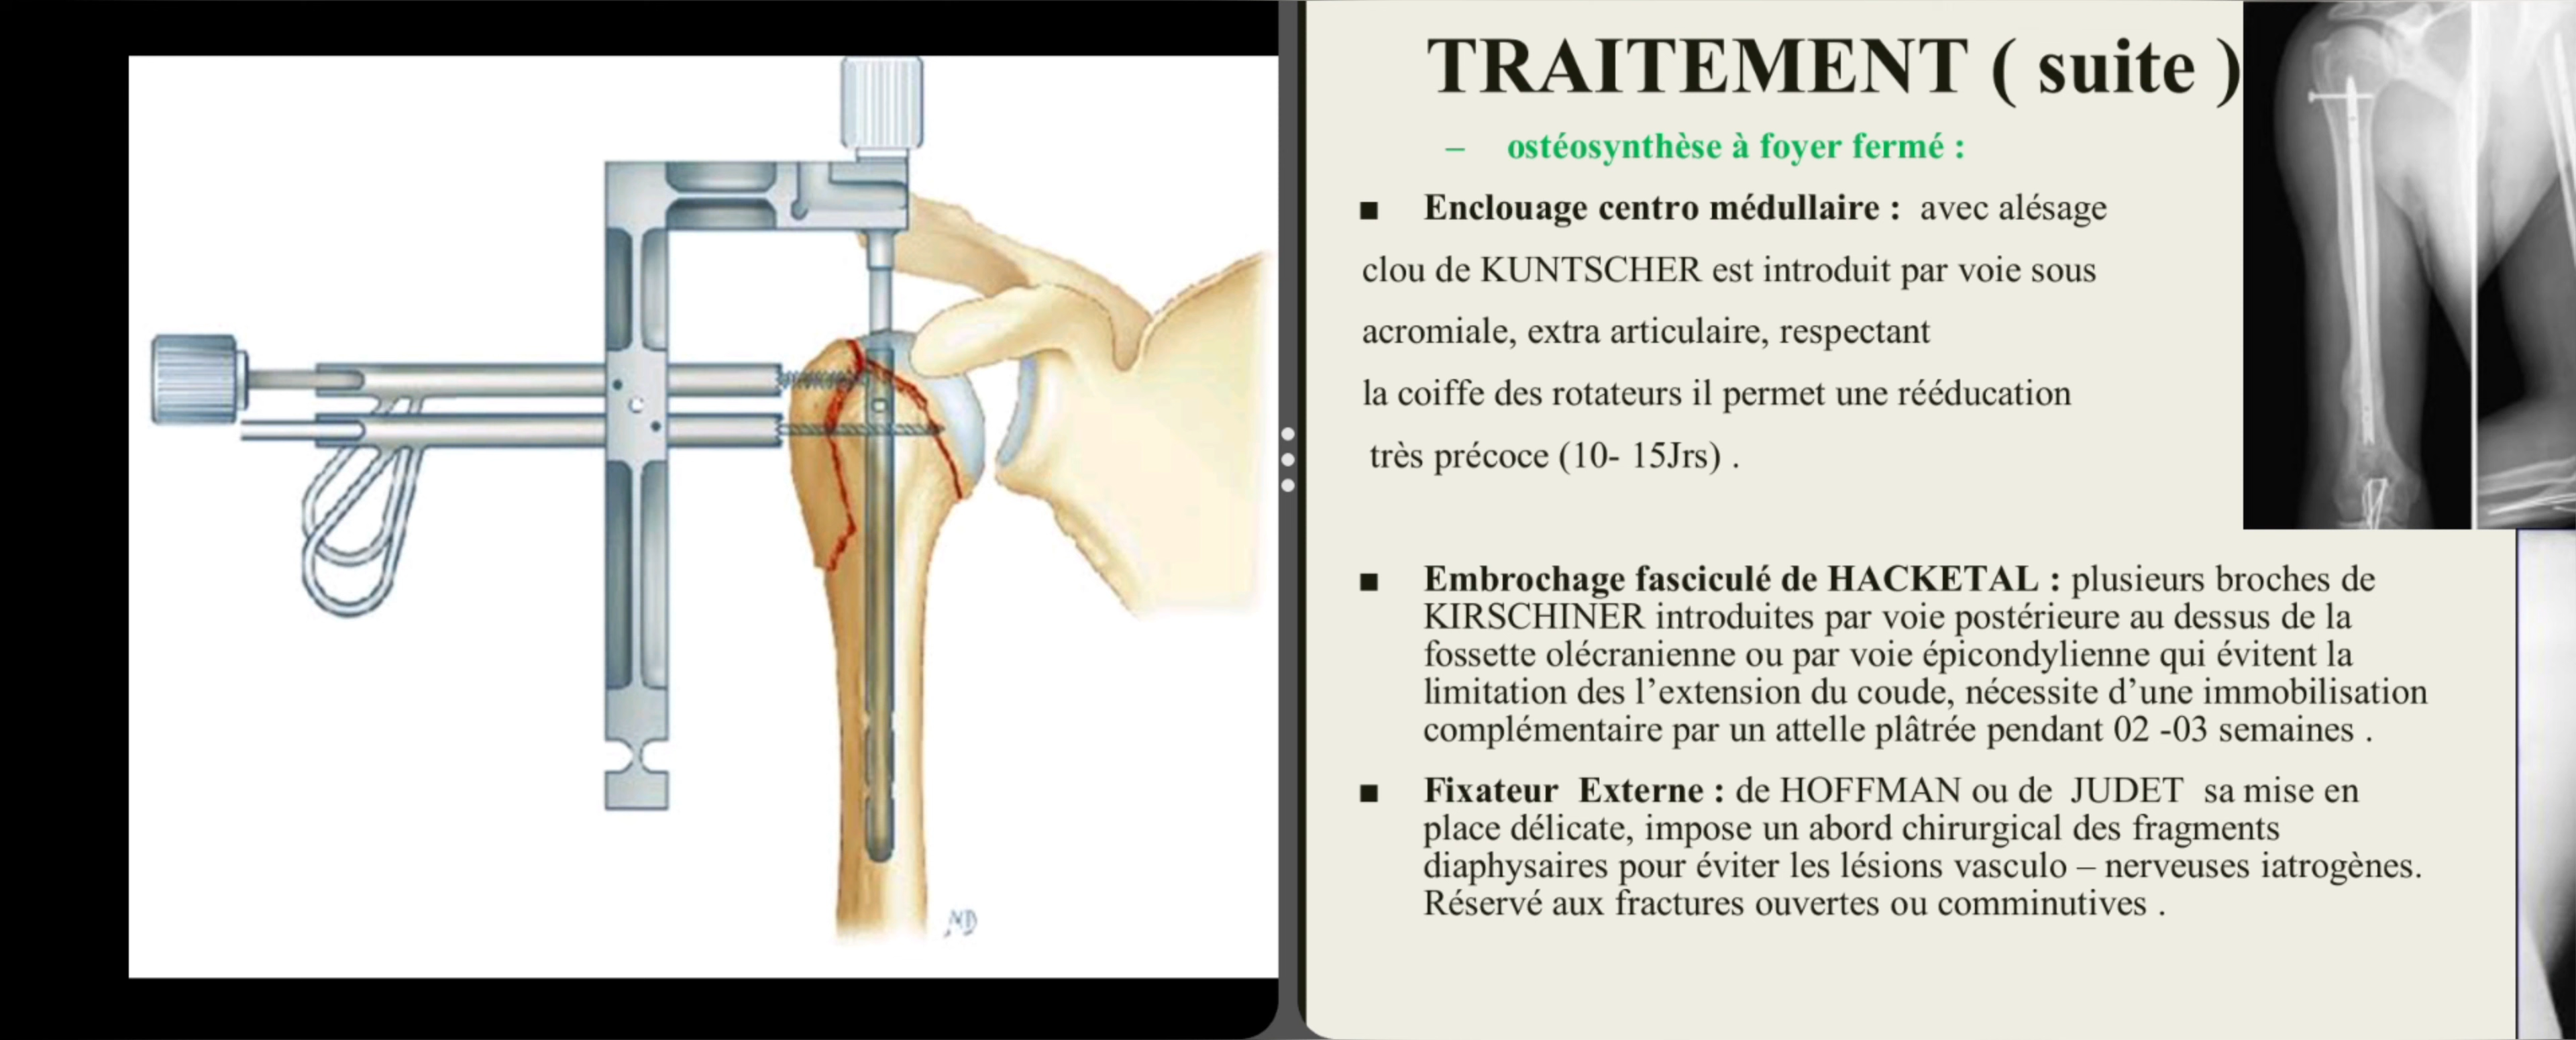 TRAITEMENT ( suite )
– ostéosynthèse à foyer fermé :
■ Enclouage centro médullaire : avec alésage
clou de KUNTSCHER est introduit par voie sous
acromiale, extra articulaire, respectant
la coiffe des rotateurs il permet une rééducation
très précoce (10- 15Jrs) .
■ Embrochage fasciculé de HACKETAL : plusieurs broches de
KIRSCHINER introduites par voie postérieure au dessus de la
fossette olécranienne ou par voie épicondylienne qui évitent la
limitation des l’extension du coude, nécessite d’une immobilisation
complémentaire par un attelle plâtrée pendant 02 -03 semaines .
■ Fixateur Externe : de HOFFMAN ou de JUDET sa mise en
place délicate, impose un abord chirurgical des fragments
diaphysaires pour éviter les lésions vasculo – nerveuses iatrogènes.
Réservé aux fractures ouvertes ou comminutives .